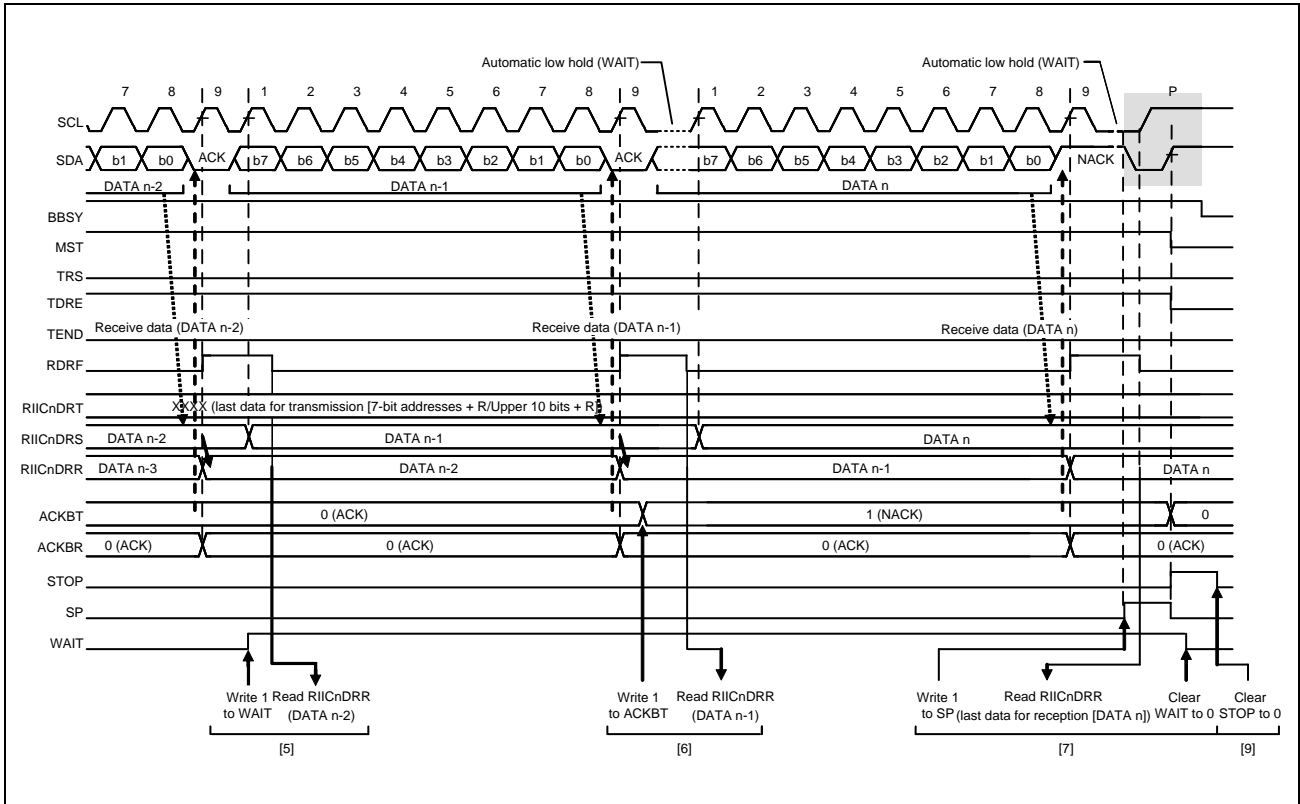 Automatic low hold (WAIT)
Automatic low hold (WAIT)
7 8 9 1 2 3 4 5 6 7 8 9 1 2 3 4 5 6 7 8 9 P
SCL
SDA b1 b0 ACK b7 b6 b5 b4 b3 b2 b1 b0 ACK b7 b6 b5 b4 b3 b2 b1 b0 NACK
DATA n-2 DATA n-1 DATA n
BBSY
MST
TRS
TDRE
TEND Receive data (DATA n-2) Receive data (DATA n-1) Receive data (DATA n)
RDRF
RIICnDRT XXXX (last data for transmission [7-bit addresses + R/Upper 10 bits + R])
RIICnDRS DATA n-2 DATA n-1 DATA n
RIICnDRR DATA n-3 DATA n-2 DATA n-1 DATA n
ACKBT 0 (ACK) 1 (NACK) 0
ACKBR 0 (ACK) 0 (ACK) 0 (ACK) 0 (ACK)
STOP
SP
WAIT
Write 1 to WAIT
Read RIICnDRR (DATA n-2)
[5]
Write 1 to ACKBT
Read RIICnDRR (DATA n-1)
[6]
Write 1 to SP
Read RIICnDRR (last data for reception [DATA n])
Clear WAIT to 0
[7]
Clear STOP to 0
[9]